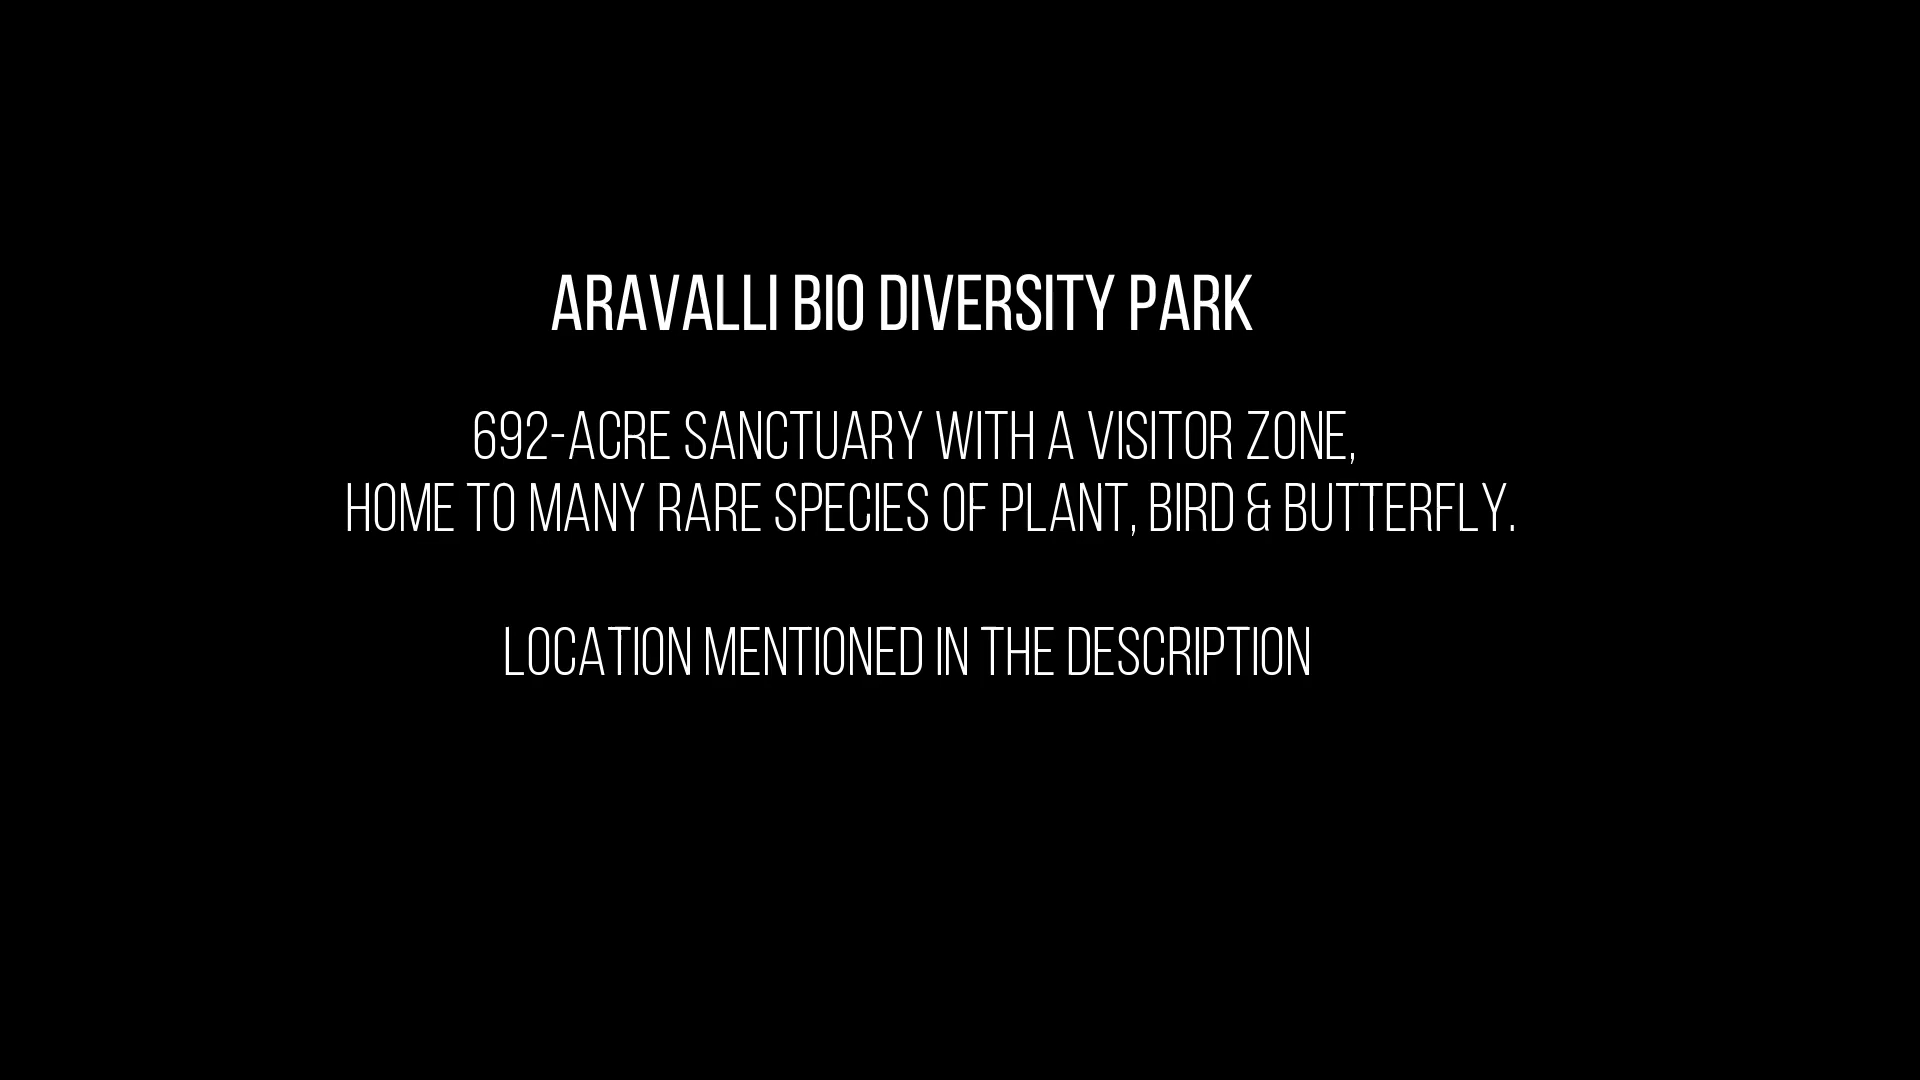 ARAVALLI BIO DIVERSITY PARK
692-ACRE SANCTUARY WITH A VISITOR ZONE,
HOME TO MANY RARE SPECIES OF PLANT, BIRD & BUTTERFLY.
LOCATION MENTIONED IN THE DESCRIPTION